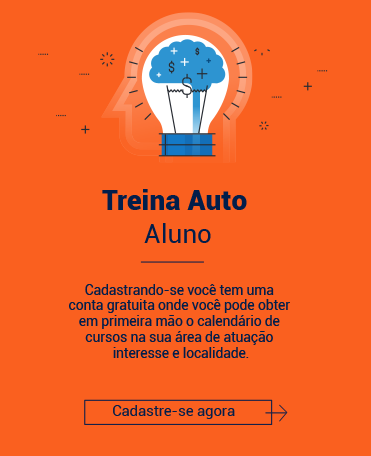 Treina Auto
Aluno
Cadastrando-se você tem uma
conta gratuita onde você pode obter
em primeira mão o calendário de
cursos na sua área de atuação
interesse e localidade.
Cadastre-se agora